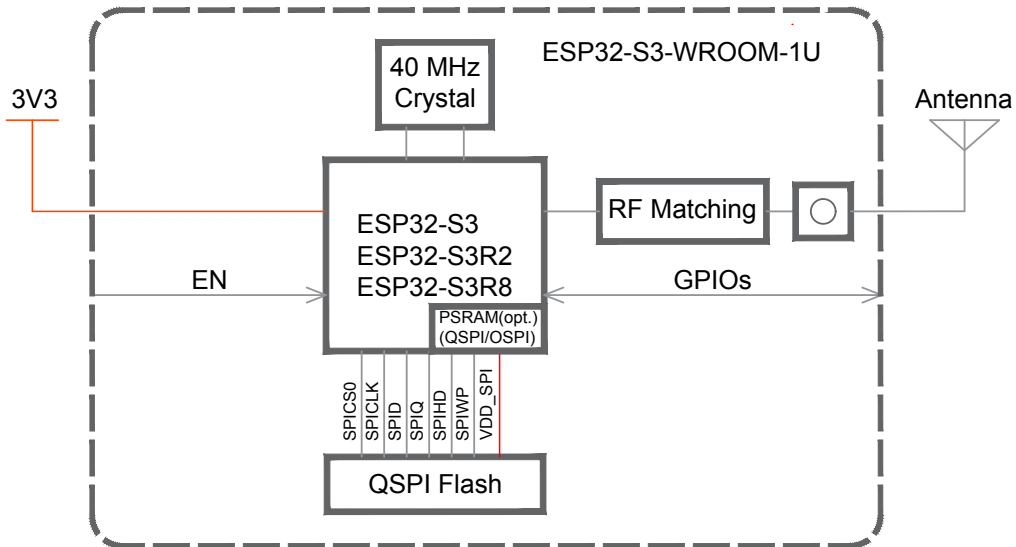 ESP32-S3-WROOM-1U
40 MHz
Crystal
3V3
Antenna
RF Matching
ESP32-S3
ESP32-S3R2
ESP32-S3R8
EN
GPIOs
PSRAM(opt.)
(QSPI/OSPI)
SPICS0
SPICLK
SPID
SPIQ
SPIHD
SPIWP
VDD_SPI
QSPI Flash